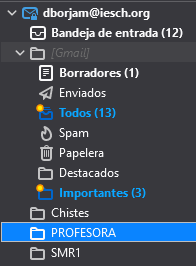 dborjam@iesch.org
Bandeja de entrada (12)
[Gmail]
Borradores (1)
Enviados
Todos (13)
Spam
Papelera
Destacados
Importantes (3)
Chistes
PROFESORA
SMR1